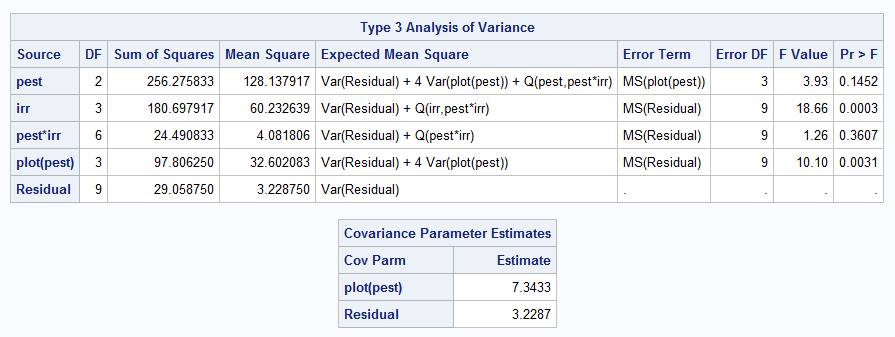 Type 3 Analysis of Variance
Source DF Sum of Squares Mean Square Expected Mean Square Error Term Error DF F Value Pr > F
pest 2 256.275833 128.137917 Var(Residual) + 4 Var(plot(pest)) + Q(pest,pest*irr) MS(plot(pest)) 3 3.93 0.1452
irr 3 180.697917 60.232639 Var(Residual) + Q(irr,pest*irr) MS(Residual) 9 18.66 0.0003
pest*irr 6 24.490833 4.081806 Var(Residual) + Q(pest*irr) MS(Residual) 9 1.26 0.3607
plot(pest) 3 97.806250 32.602083 Var(Residual) + 4 Var(plot(pest)) MS(Residual) 9 10.10 0.0031
Residual 9 29.058750 3.228750 Var(Residual) . . . .
Covariance Parameter Estimates
Cov Parm Estimate
plot(pest) 7.3433
Residual 3.2287